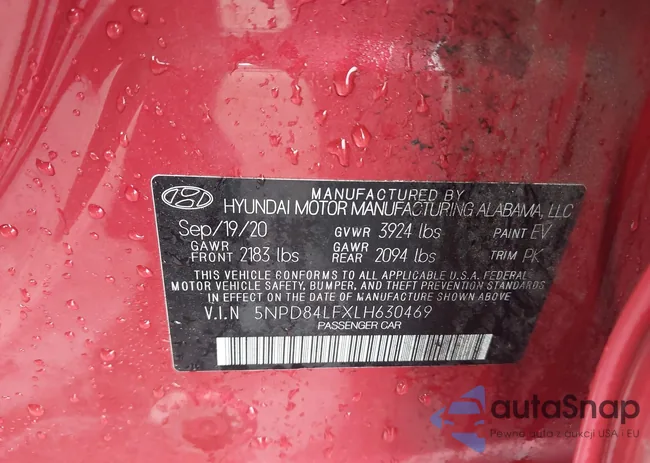 MANUFACTURED BY
HYUNDAI MOTOR MANUFACTURING ALABAMA, LLC
Sep/19/20 GVWR 3924 lbs PAINT EV
GAWR FRONT 2183 lbs GAWR REAR 2094 lbs TRIM PK
THIS VEHICLE CONFORMS TO ALL APPLICABLE U.S.A. FEDERAL
MOTOR VEHICLE SAFETY, BUMPER, AND THEFT PREVENTION STANDARDS
IN EFFECT ON THE DATE OF MANUFACTURE SHOWN ABOVE
V.I.N 5NPD84LFXLH630469
PASSENGER CAR
autaSnap
Pewne auta z aukcji USA i EU